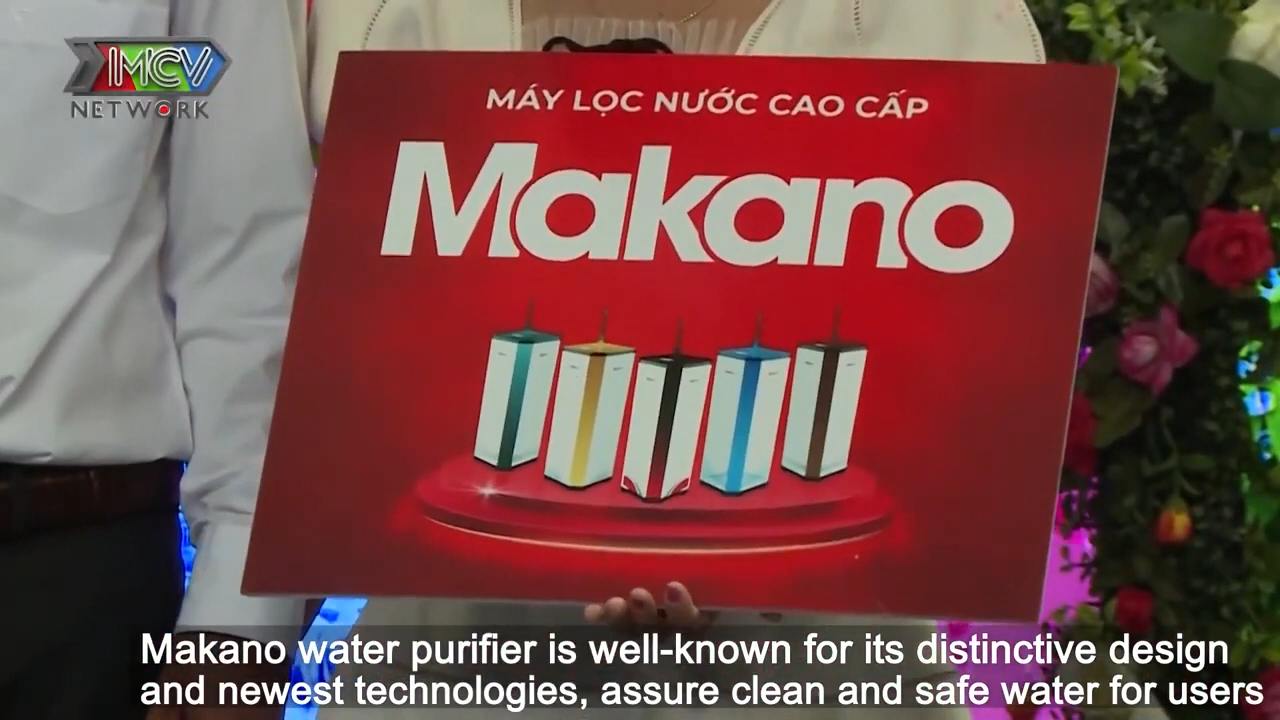 MCV
NETWORK
MÁY LỌC NƯỚC CAO CẤP
Makano
Makano water purifier is well-known for its distinctive design
and newest technologies, assure clean and safe water for users